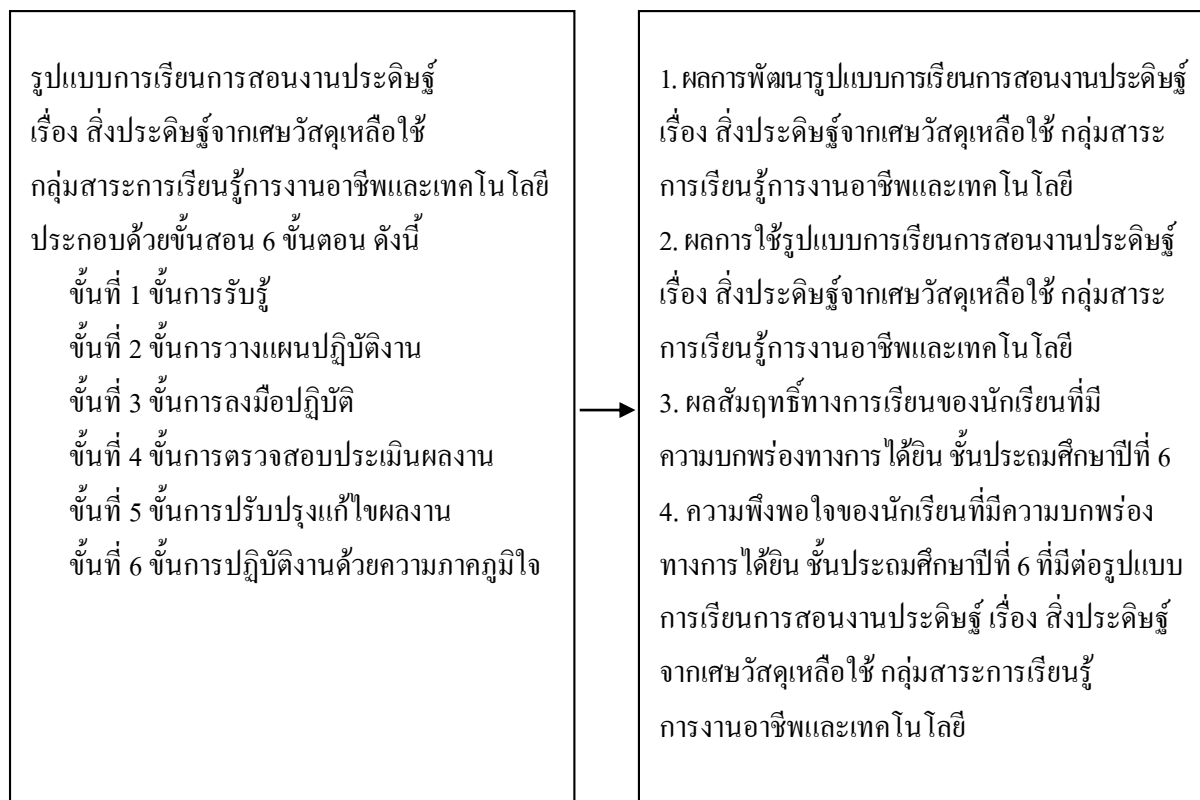 รูปแบบการเรียนการสอนงานประดิษฐ์
เรื่อง สิ่งประดิษฐ์จากเศษวัสดุเหลือใช้
กลุ่มสาระการเรียนรู้การงานอาชีพและเทคโนโลยี
ประกอบด้วยขั้นสอน 6 ขั้นตอน ดังนี้
ขั้นที่ 1 ขั้นการรับรู้
ขั้นที่ 2 ขั้นการวางแผนปฏิบัติงาน
ขั้นที่ 3 ขั้นการลงมือปฏิบัติ
ขั้นที่ 4 ขั้นการตรวจสอบประเมินผลงาน
ขั้นที่ 5 ขั้นการปรับปรุงแก้ไขผลงาน
ขั้นที่ 6 ขั้นการปฏิบัติงานด้วยความภาคภูมิใจ
1. ผลการพัฒนารูปแบบการเรียนการสอนงานประดิษฐ์
เรื่อง สิ่งประดิษฐ์จากเศษวัสดุเหลือใช้ กลุ่มสาระ
การเรียนรู้การงานอาชีพและเทคโนโลยี
2. ผลการใช้รูปแบบการเรียนการสอนงานประดิษฐ์
เรื่อง สิ่งประดิษฐ์จากเศษวัสดุเหลือใช้ กลุ่มสาระ
การเรียนรู้การงานอาชีพและเทคโนโลยี
3. ผลสัมฤทธิ์ทางการเรียนของนักเรียนที่มี
ความบกพร่องทางการได้ยิน ชั้นประถมศึกษาปีที่ 6
4. ความพึงพอใจของนักเรียนที่มีความบกพร่อง
ทางการได้ยิน ชั้นประถมศึกษาปีที่ 6 ที่มีต่อรูปแบบ
การเรียนการสอนงานประดิษฐ์ เรื่อง สิ่งประดิษฐ์
จากเศษวัสดุเหลือใช้ กลุ่มสาระการเรียนรู้
การงานอาชีพและเทคโนโลยี